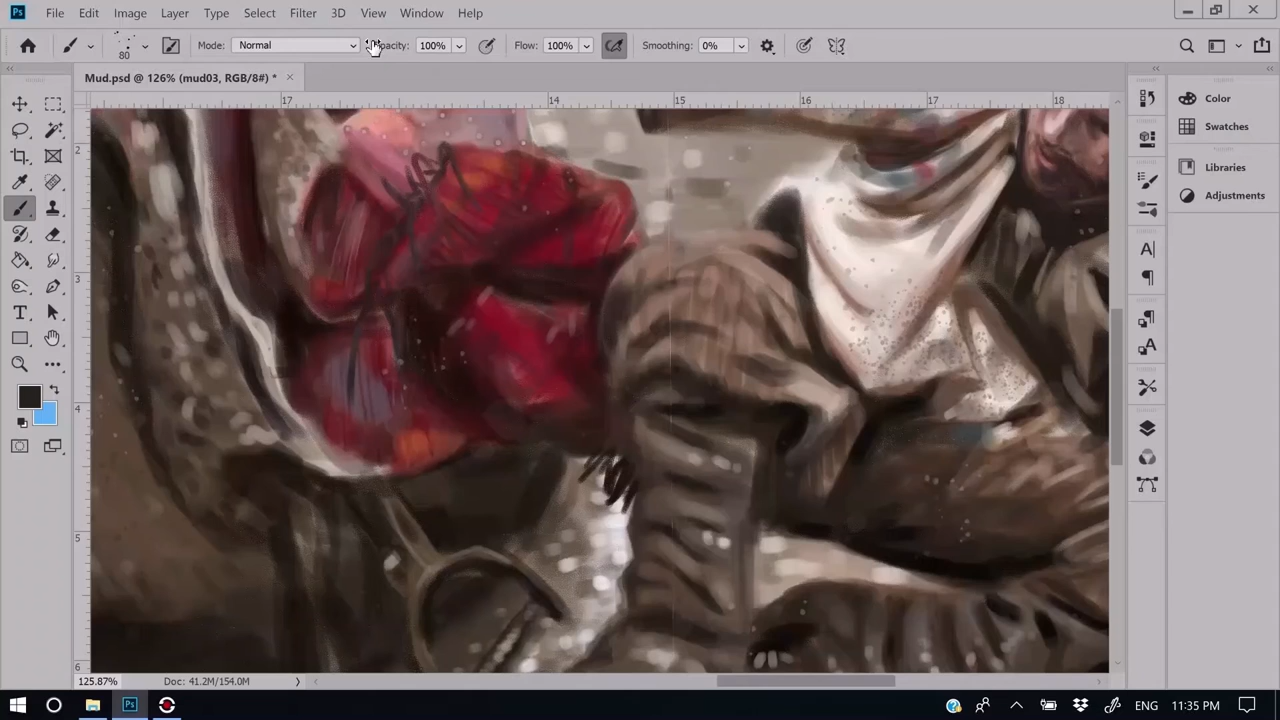 Ps File Edit Image Layer Type Select Filter 3D View Window Help
80 Mode: Normal Opacity: 100% Flow: 100% Smoothing: 0%
Mud.psd @ 126% (mud03, RGB/8#) *
17 14 15 16 17 18
Color
Swatches
Libraries
Adjustments
2
3
4
5
6
125.87% Doc: 41.2M/154.0M
Ps ENG 11:35 PM